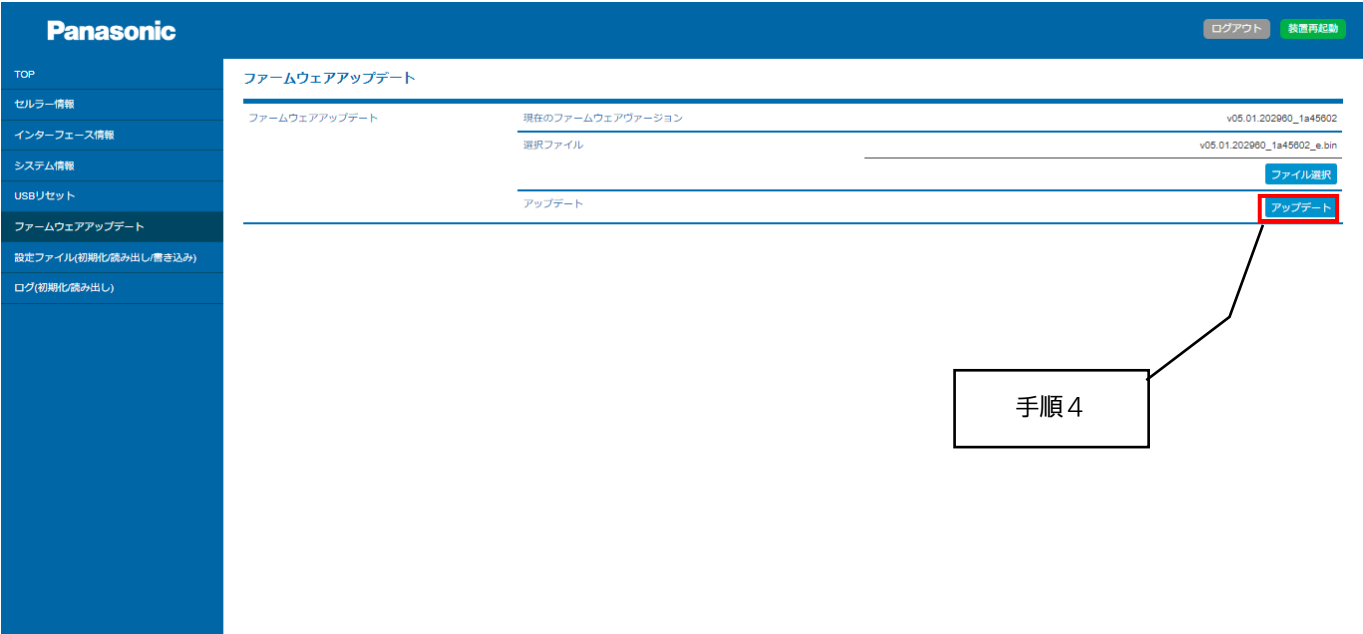 Panasonic
ログアウト
装置再起動
TOP
セルラー情報
インターフェース情報
システム情報
USBリセット
ファームウェアアップデート
設定ファイル(初期化/読み出し/書き込み)
ログ(初期化/読み出し)
ファームウェアアップデート
ファームウェアアップデート
現在のファームウェアヴァージョン
v05.01.202960_1a45602
選択ファイル
v05.01.202960_1a45602_e.bin
ファイル選択
アップデート
アップデート
手順４